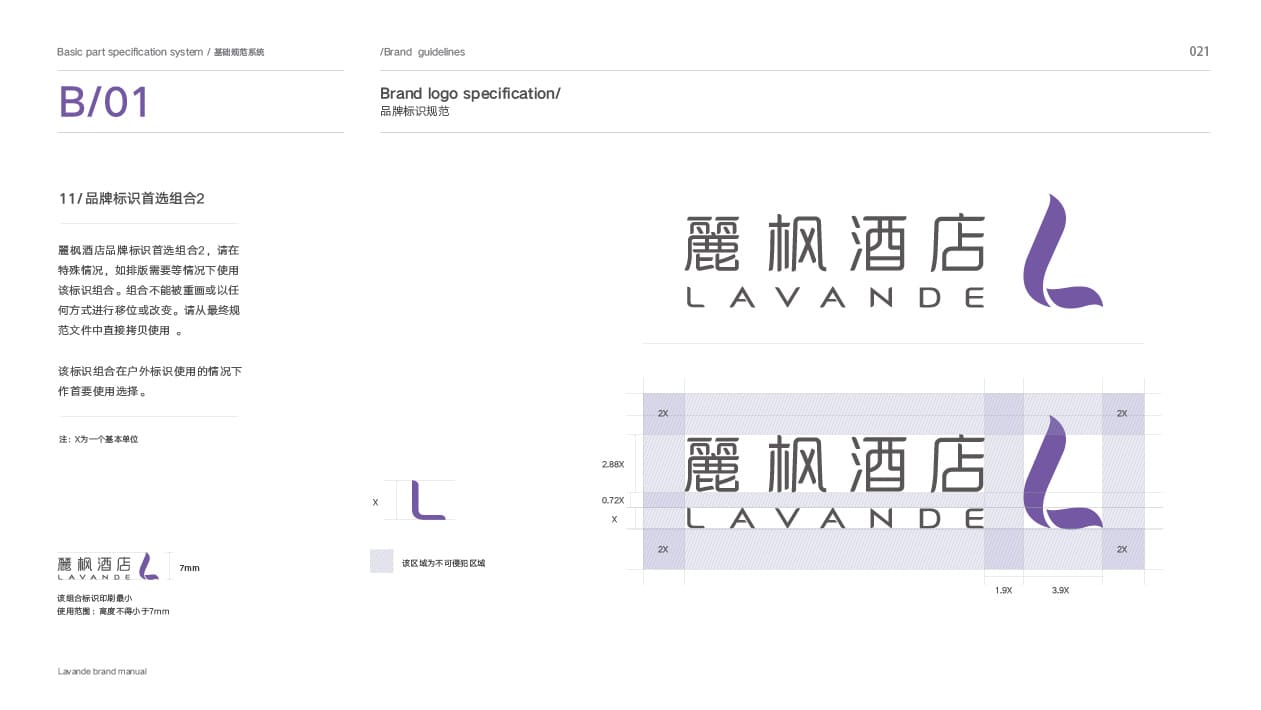 Basic part specification system / 基础规范系统
/Brand guidelines
021
B/01
Brand logo specification/
品牌标识规范
11/品牌标识首选组合2
麗枫酒店品牌标识首选组合2，请在
特殊情况，如排版需要等情况下使用
该标识组合。组合不能被重画或以任
何方式进行移位或改变。请从最终规
范文件中直接拷贝使用 。
该标识组合在户外标识使用的情况下
作首要使用选择。
注：X为一个基本单位
麗枫酒店
LAVANDE
7mm
该组合标识印刷最小
使用范围：高度不得小于7mm
X
L
该区域为不可侵犯区域
麗枫酒店
LAVANDE
2X
2X
2.88X
麗枫酒店
0.72X
X
LAVANDE
2X
2X
1.9X
3.9X
Lavande brand manual